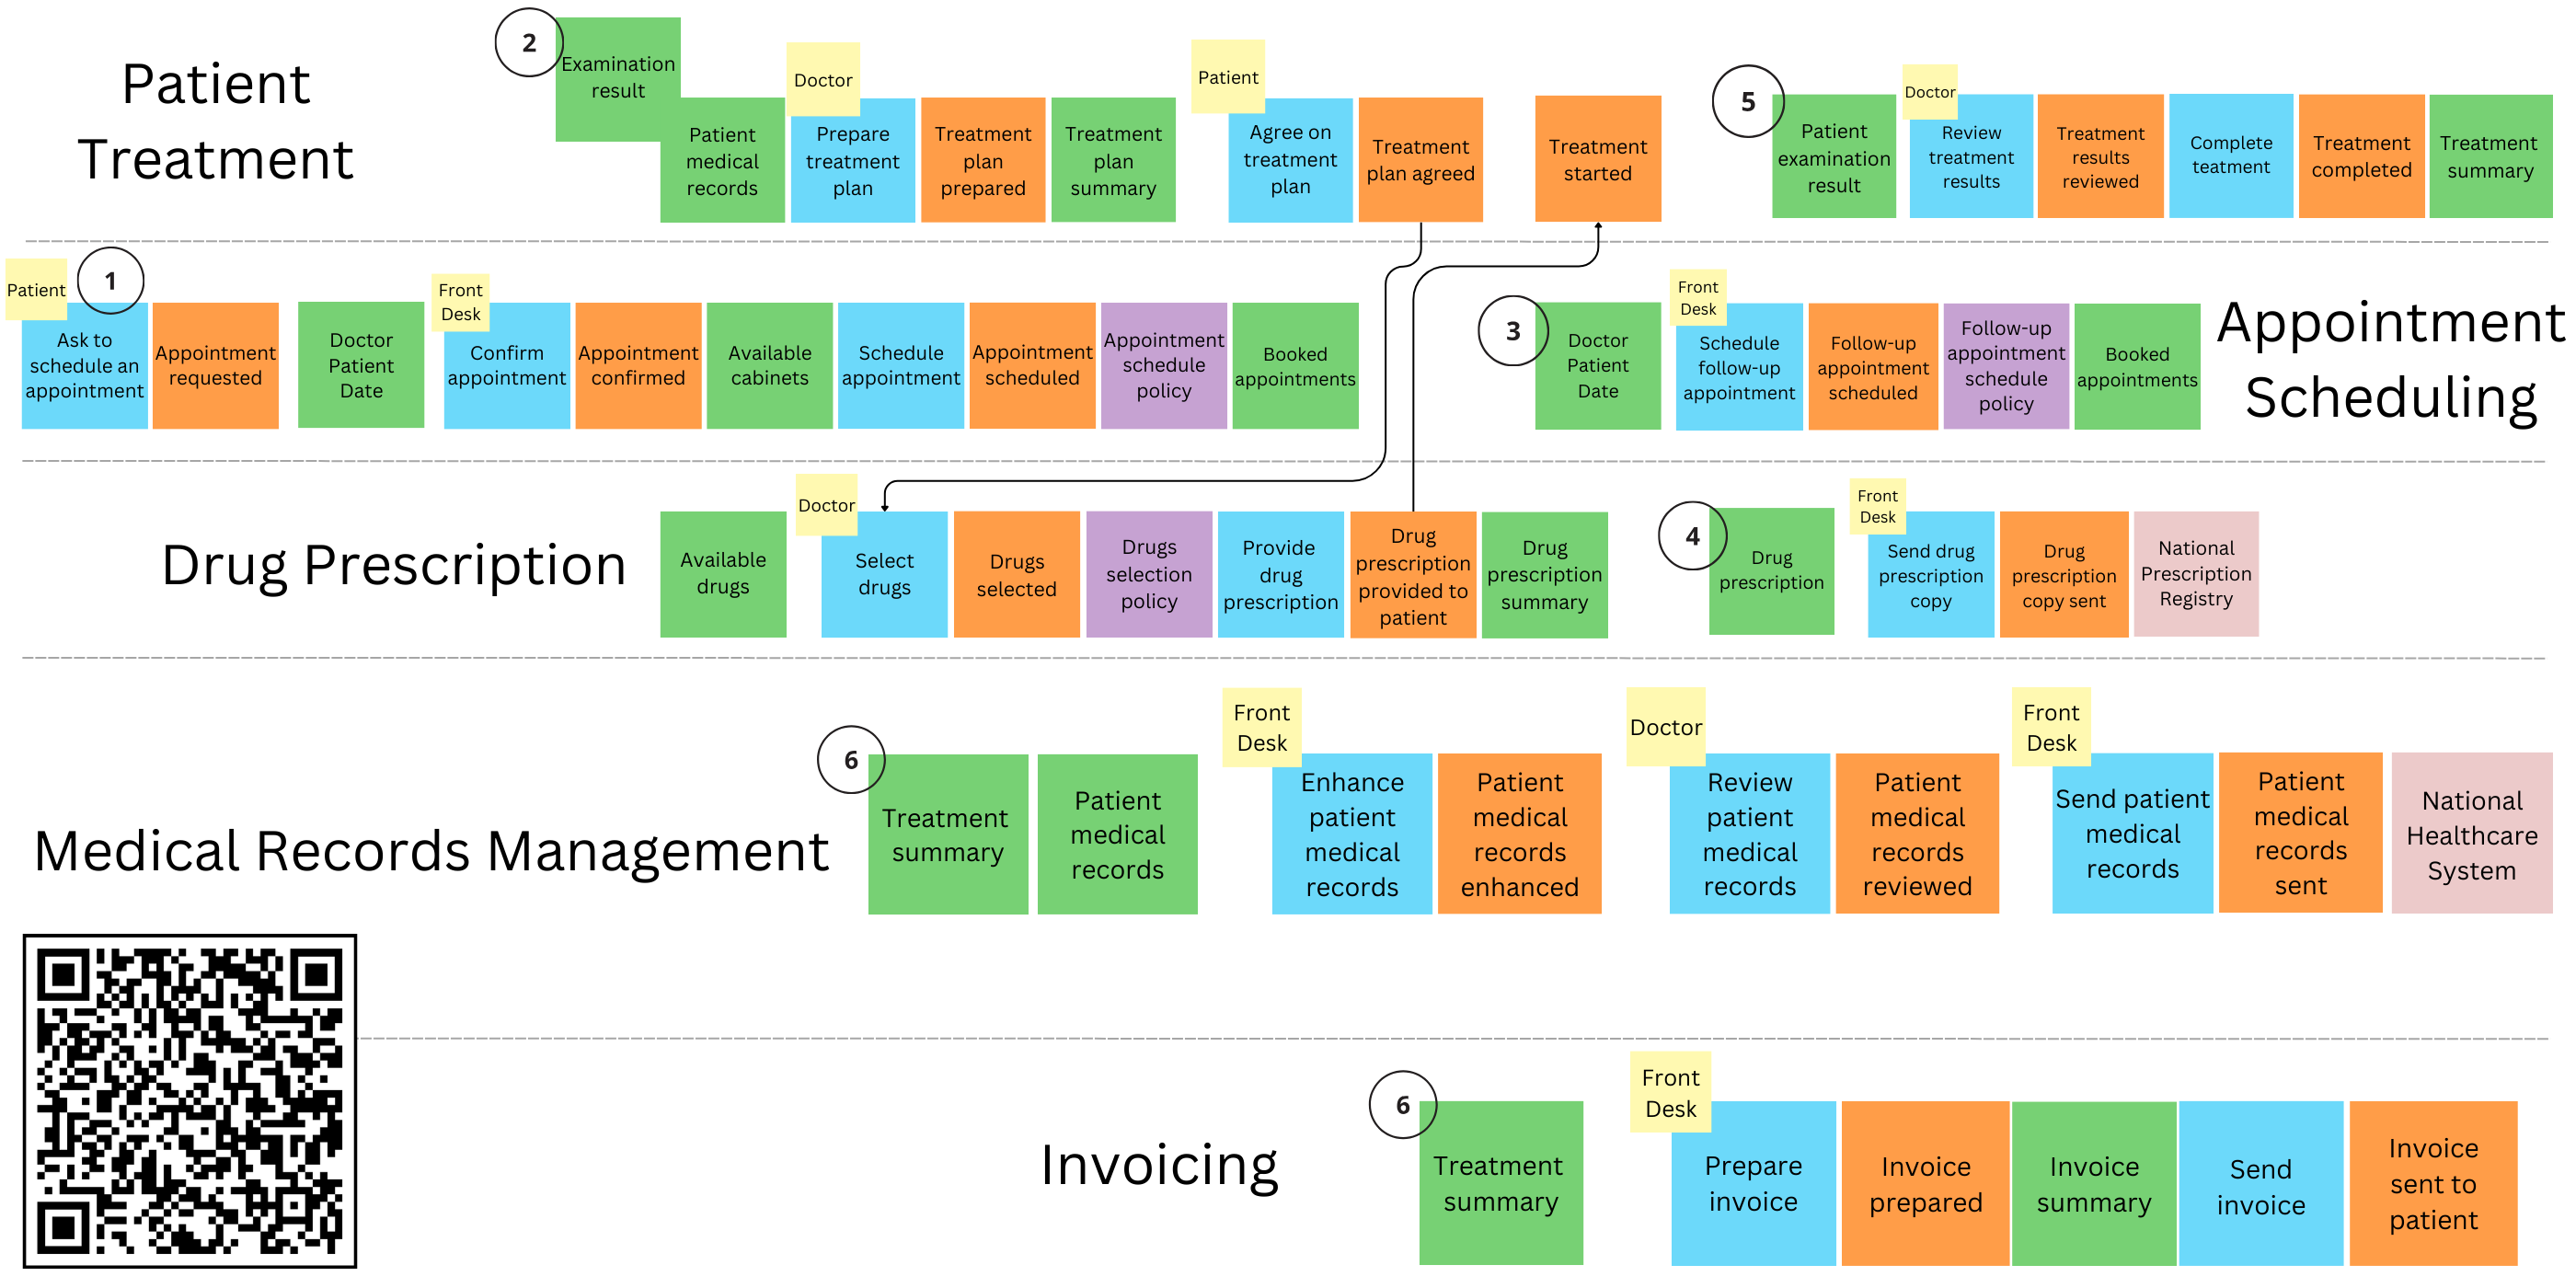 Patient
Treatment
2
Examination
result
Patient
medical
records
Doctor
Prepare
treatment
plan
Treatment
plan
prepared
Treatment
plan
summary
Patient
Agree on
treatment
plan
Treatment
plan agreed
Treatment
started
5
Patient
examination
result
Doctor
Review
treatment
results
Treatment
results
reviewed
Complete
teatment
Treatment
completed
Treatment
summary
Patient
1
Ask to
schedule an
appointment
Appointment
requested
Doctor
Patient
Date
Front
Desk
Confirm
appointment
Appointment
confirmed
Available
cabinets
Schedule
appointment
Appointment
scheduled
Appointment
schedule
policy
Booked
appointments
3
Doctor
Patient
Date
Front
Desk
Schedule
follow-up
appointment
Follow-up
appointment
scheduled
Follow-up
appointment
schedule
policy
Booked
appointments
Appointment
Scheduling
Drug Prescription
Available
drugs
Doctor
Select
drugs
Drugs
selected
Drugs
selection
policy
Provide
drug
prescription
Drug
prescription
provided to
patient
Drug
prescription
summary
4
Drug
prescription
Front
Desk
Send drug
prescription
copy
Drug
prescription
copy sent
National
Prescription
Registry
Medical Records Management
6
Treatment
summary
Patient
medical
records
Front
Desk
Enhance
patient
medical
records
Patient
medical
records
enhanced
Doctor
Review
patient
medical
records
Patient
medical
records
reviewed
Front
Desk
Send patient
medical
records
Patient
medical
records
sent
National
Healthcare
System
Invoicing
6
Treatment
summary
Front
Desk
Prepare
invoice
Invoice
prepared
Invoice
summary
Send
invoice
Invoice
sent to
patient